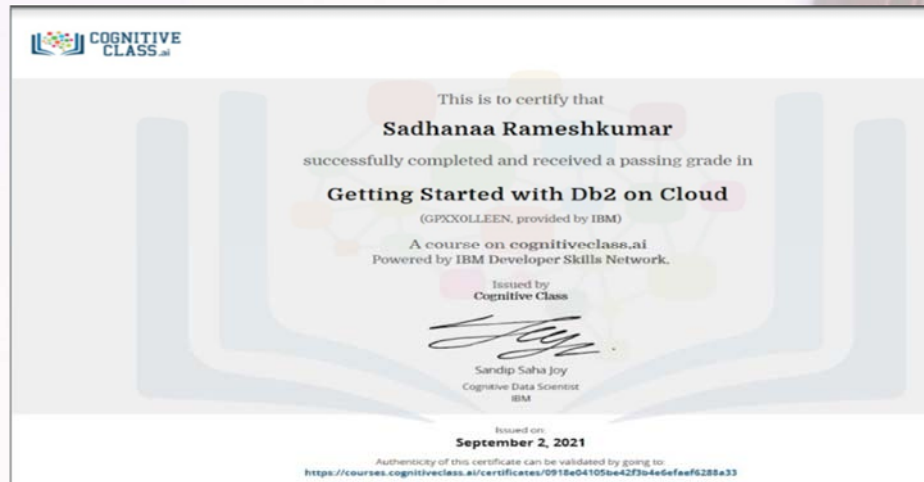 COGNITIVE
CLASS.ai
This is to certify that
Sadhanaa Rameshkumar
successfully completed and received a passing grade in
Getting Started with Db2 on Cloud
(GPXX0LLEEN, provided by IBM)
A course on cognitiveclass.ai
Powered by IBM Developer Skills Network.
Issued by
Cognitive Class
Sandip Saha Joy
Cognitive Data Scientist
IBM
Issued on:
September 2, 2021
Authenticity of this certificate can be validated by going to:
https://courses.cognitiveclass.ai/certificates/0918e04105be42f3b4e6efaef6288a33